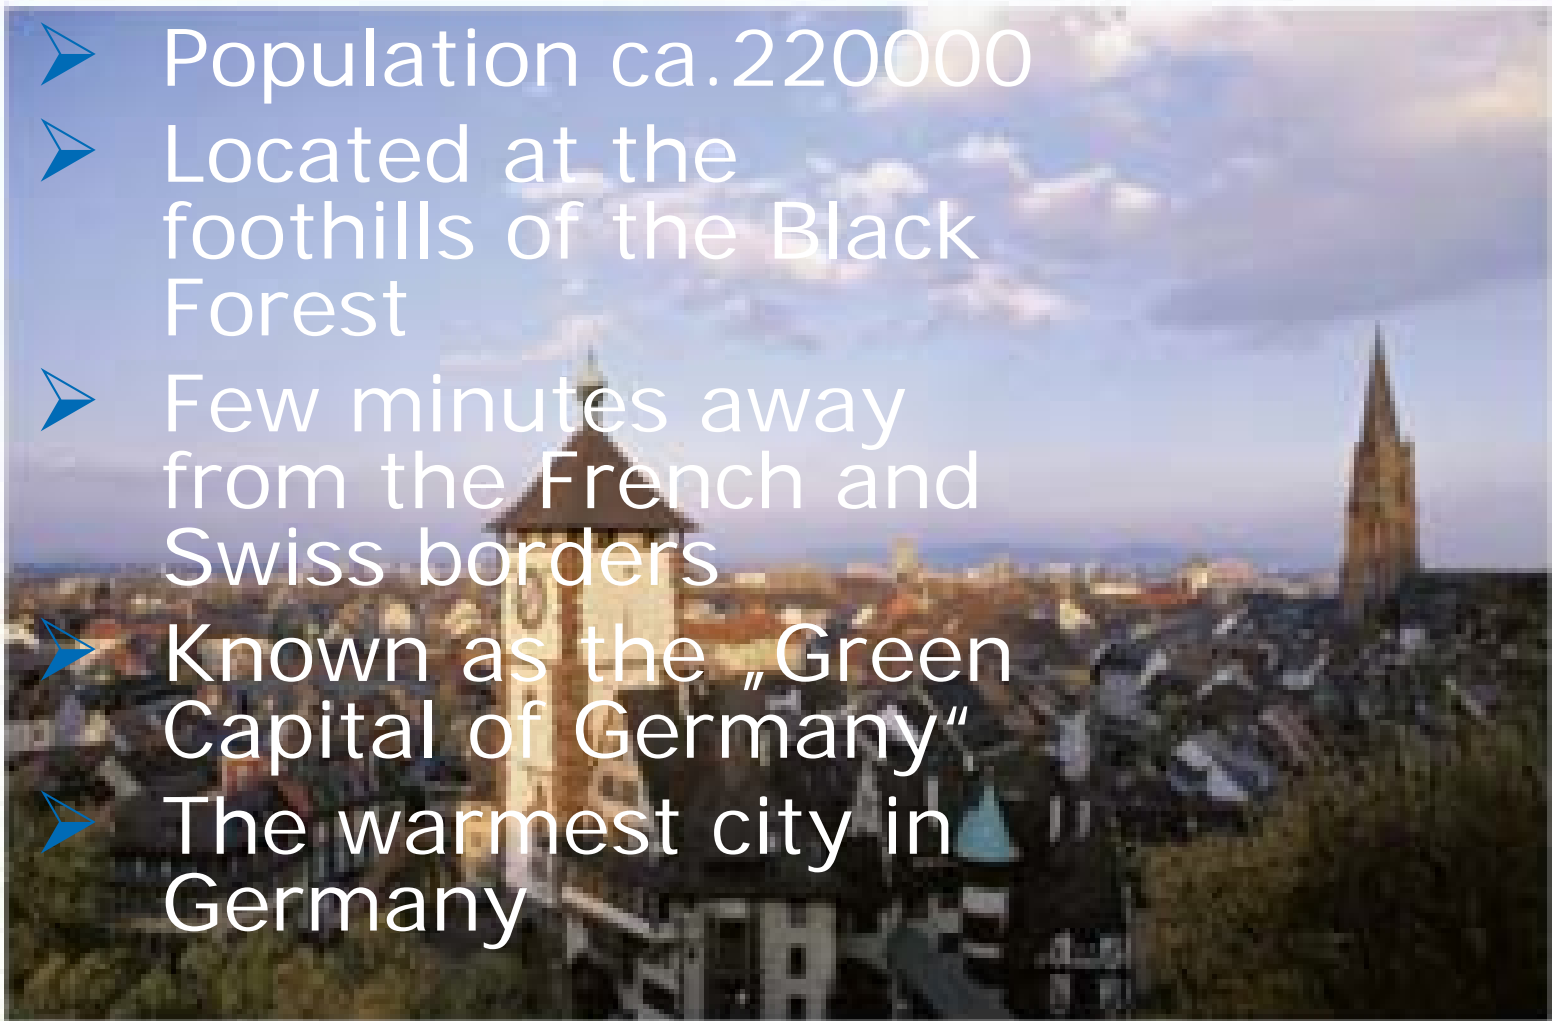 Population ca.220000
Located at the
foothills of the Black
Forest
Few minutes away
from the French and
Swiss borders
Known as the „Green
Capital of Germany“
The warmest city in
Germany